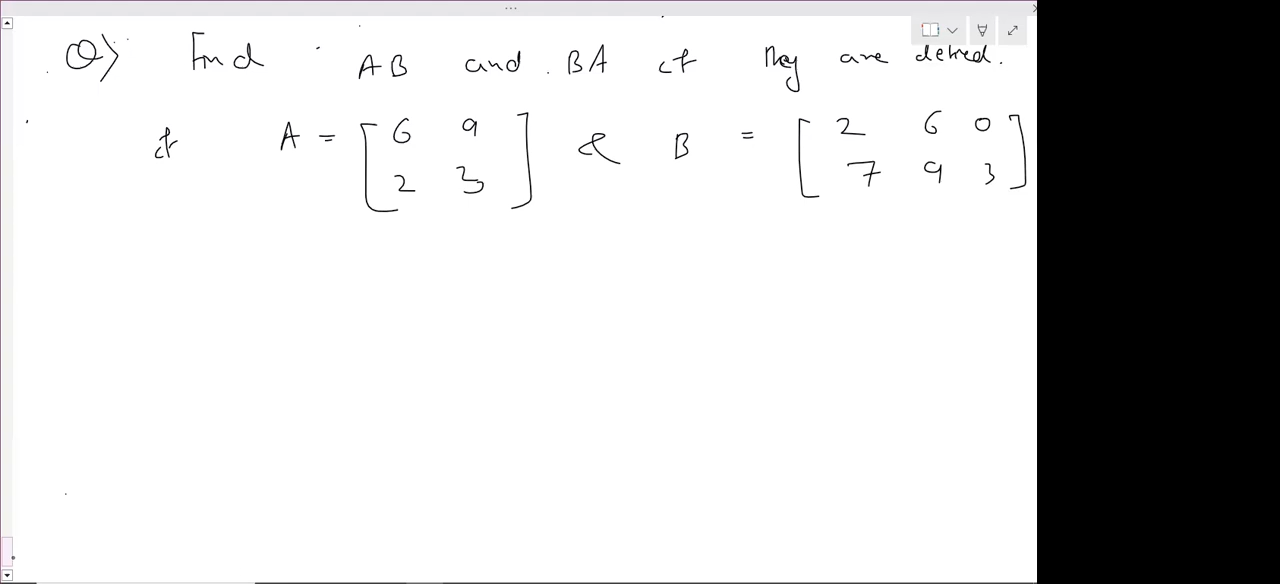 Q) Find AB and BA if they are defined.
if A = [ 6 9 & B = [ 2 6 0
2 3 ] 7 9 3 ]